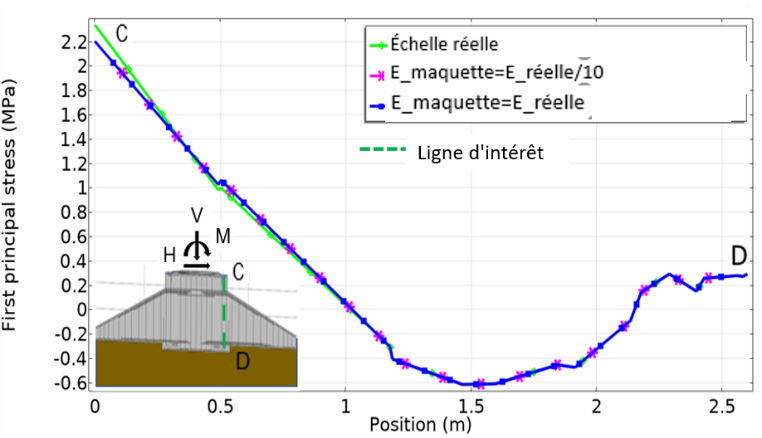 First principal stress (MPa)
2.2
2
1.8
1.6
1.4
1.2
1
0.8
0.6
0.4
0.2
0
-0.2
-0.4
-0.6
C
Échelle réelle
E_maquette=E_réelle/10
E_maquette=E_réelle
Ligne d'intérêt
V
M
H
C
D
D
0
0.5
1
1.5
2
2.5
Position (m)